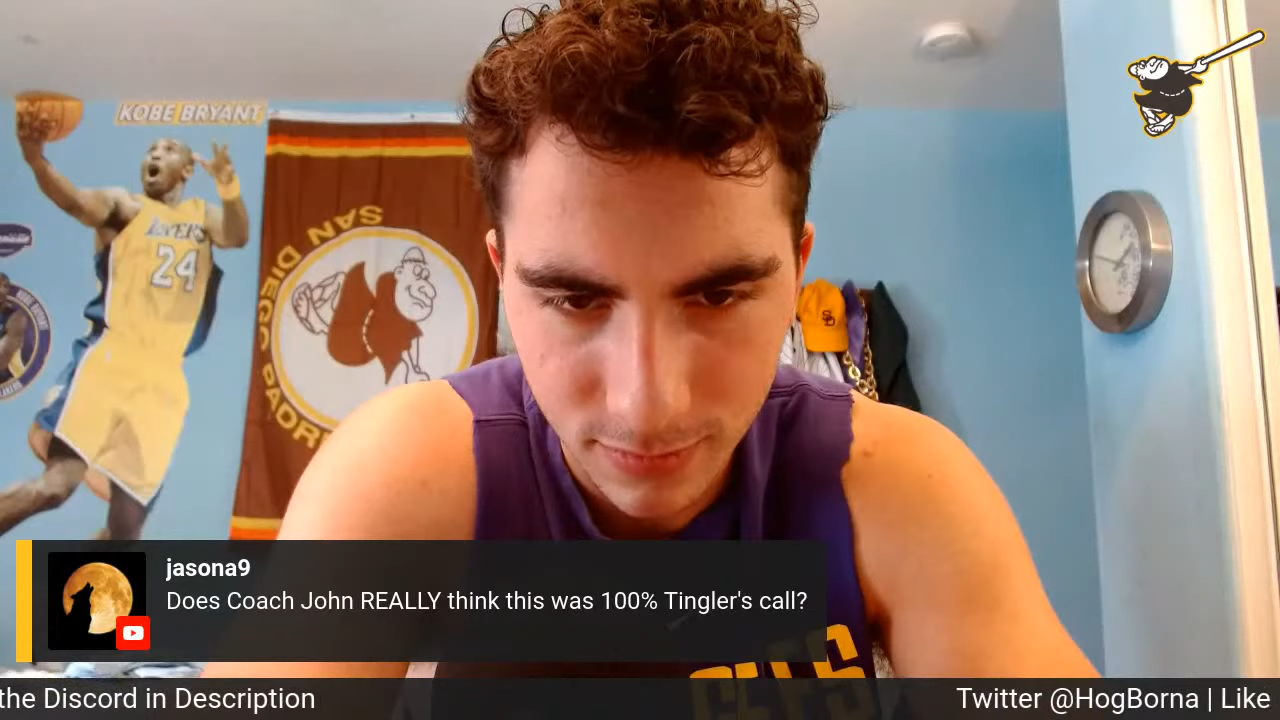 KOBE BRYANT
LAKERS
24
SAN DIEGO PADR
SD
jasona9
Does Coach John REALLY think this was 100% Tingler's call?
the Discord in Description
Twitter @HogBorna | Like